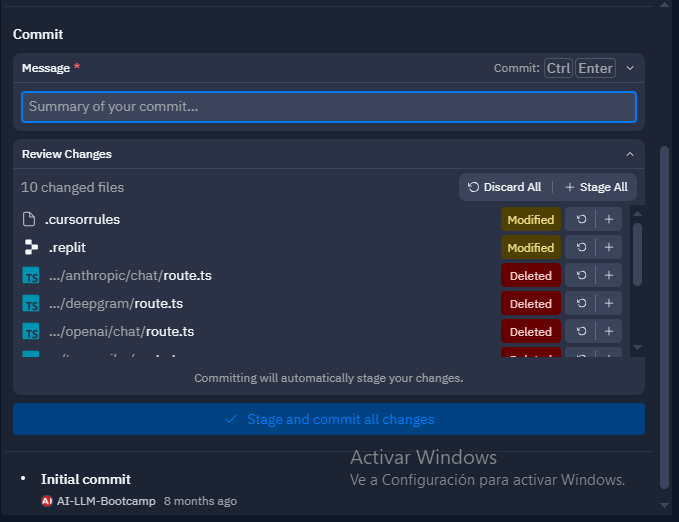 Commit
Message * Commit: Ctrl Enter
Summary of your commit...
Review Changes
10 changed files Discard All + Stage All
.cursorrules Modified
.replit Modified
TS .../anthropic/chat/route.ts Deleted
TS .../deepgram/route.ts Deleted
TS .../openai/chat/route.ts Deleted
Committing will automatically stage your changes.
Stage and commit all changes
Activar Windows
Ve a Configuración para activar Windows.
Initial commit
AI-LLM-Bootcamp 8 months ago